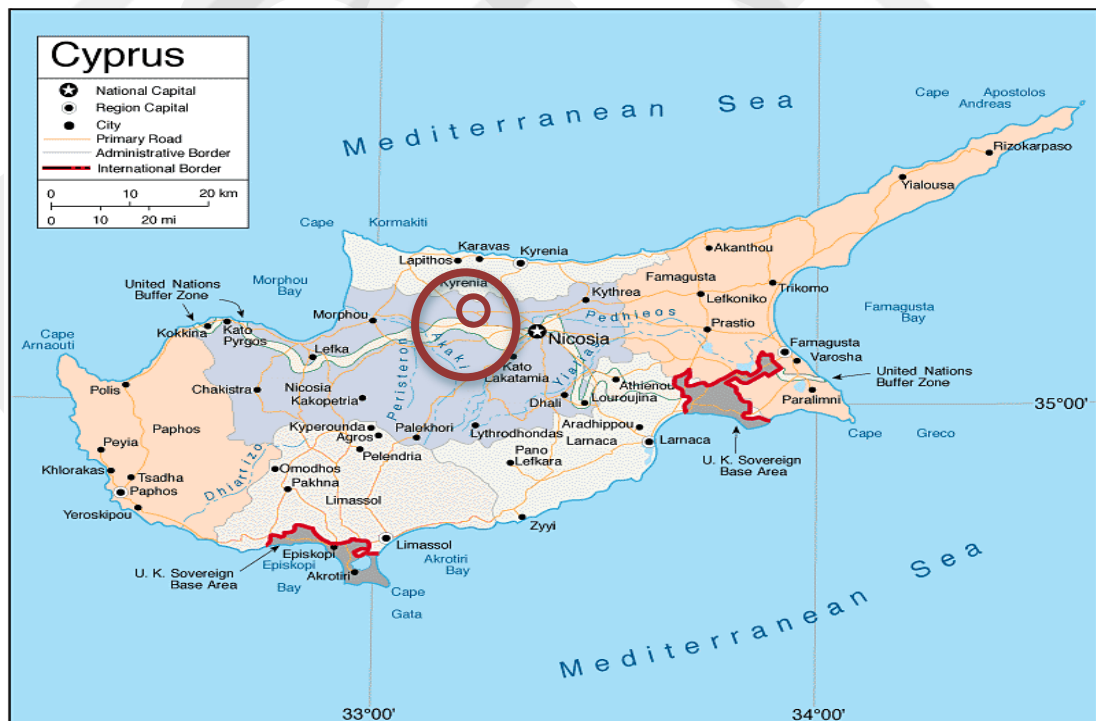 Cyprus
National Capital
Region Capital
City
Primary Road
Administrative Border
International Border
0 10 20 km
0 10 20 mi
Mediterranean Sea
Cape Apostolos
Andreas
Rizokarpaso
Yialousa
Cape Kormakiti
Karavas
Kyrenia
Lapithos
Akanthou
Kyrenia
Famagusta
United Nations
Buffer Zone
Morphou
Bay
Kythrea
Trikomo
Lefkoniko
Famagusta
Bay
Morphou
Pedhieos
Kokkina
Kato
Pyrgos
Prastio
Nicosia
Cape
Arnaouti
Lefka
Akaki
Famagusta
Varosha
Peristeron
Kato
Lakatamia
Yialias
United Nations
Buffer Zone
Polis
Chakistra
Nicosia
Kakopetria
Athienou
Dhali
Louroujina
Paralimni
35°00'
Paphos
Kyperounda
Agros
Palekhori
Lythrodhondas
Aradhippou
Larnaca
Larnaca
Cape Greco
Peyia
Pelendria
Pano
Lefkara
U. K. Sovereign
Base Area
Khlorakas
Tsadha
Dhiarizo
Omodhos
Pakhna
Paphos
Limassol
Yeroskipou
Zyyi
Limassol
Episkopi
U. K. Sovereign
Base Area
Episkopi
Bay
Akrotiri
Akrotiri
Bay
Cape
Gata
Mediterranean Sea
33°00'
34°00'